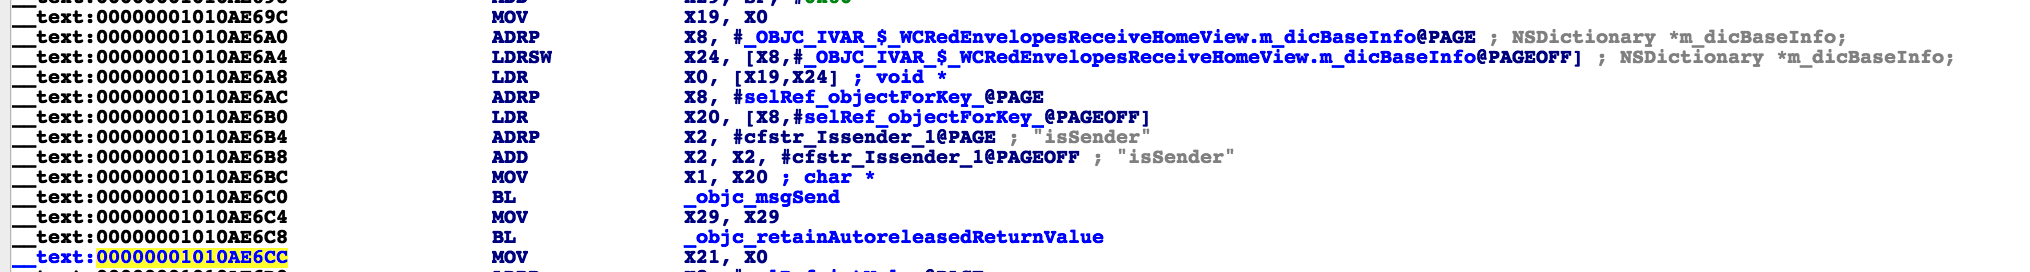 __text:00000001010AE69C MOV X19, X0
__text:00000001010AE6A0 ADRP X8, #_OBJC_IVAR_$_WCRedEnvelopesReceiveHomeView.m_dicBaseInfo@PAGE ; NSDictionary *m_dicBaseInfo;
__text:00000001010AE6A4 LDRSW X24, [X8,#_OBJC_IVAR_$_WCRedEnvelopesReceiveHomeView.m_dicBaseInfo@PAGEOFF] ; NSDictionary *m_dicBaseInfo;
__text:00000001010AE6A8 LDR X0, [X19,X24] ; void *
__text:00000001010AE6AC ADRP X8, #selRef_objectForKey_@PAGE
__text:00000001010AE6B0 LDR X20, [X8,#selRef_objectForKey_@PAGEOFF]
__text:00000001010AE6B4 ADRP X2, #cfstr_Issender_1@PAGE ; "isSender"
__text:00000001010AE6B8 ADD X2, X2, #cfstr_Issender_1@PAGEOFF ; "isSender"
__text:00000001010AE6BC MOV X1, X20 ; char *
__text:00000001010AE6C0 BL _objc_msgSend
__text:00000001010AE6C4 MOV X29, X29
__text:00000001010AE6C8 BL _objc_retainAutoreleasedReturnValue
__text:00000001010AE6CC MOV X21, X0